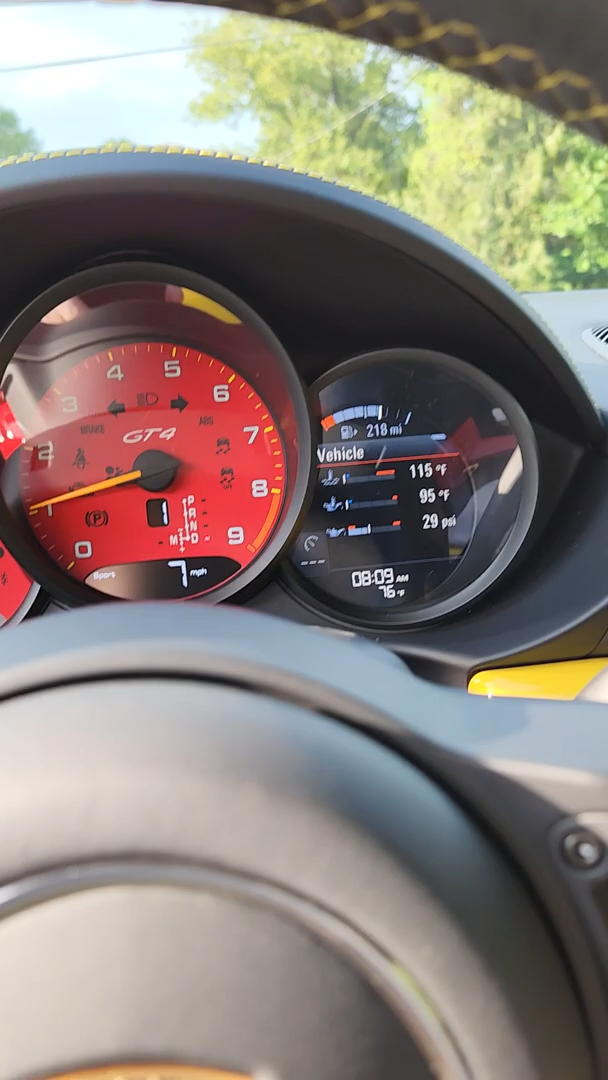 0
1
2
3
4
5
6
7
8
9
BRAKE
ABS
GT4
OFF
(P)
1
P
R
N
D
M
+
-
Sport
7 mph
218 mi
Vehicle
115 °F
95 °F
29 psi
08:09 AM
76 °F